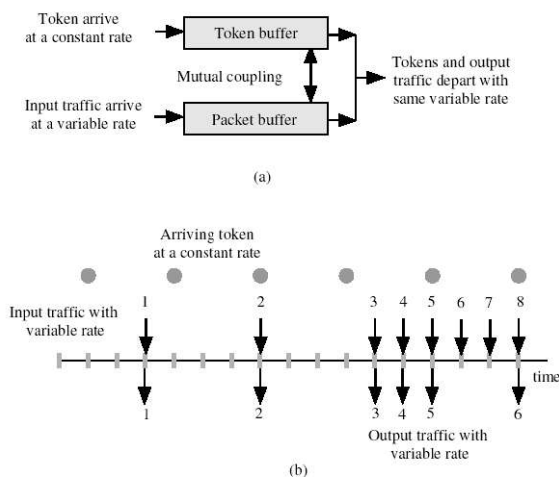 Token arrive
at a constant rate
Token buffer
Mutual coupling
Tokens and output
traffic depart with
same variable rate
Input traffic arrive
at a variable rate
Packet buffer
(a)
Arriving token
at a constant rate
Input traffic with
variable rate
1 2 3 4 5 6 7 8
time
1 2 3 4 5 6
Output traffic with
variable rate
(b)